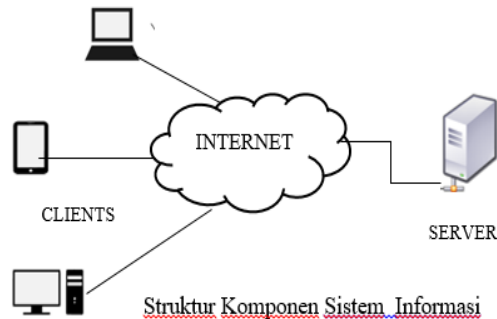 INTERNET
CLIENTS
SERVER
Struktur Komponen Sistem Informasi